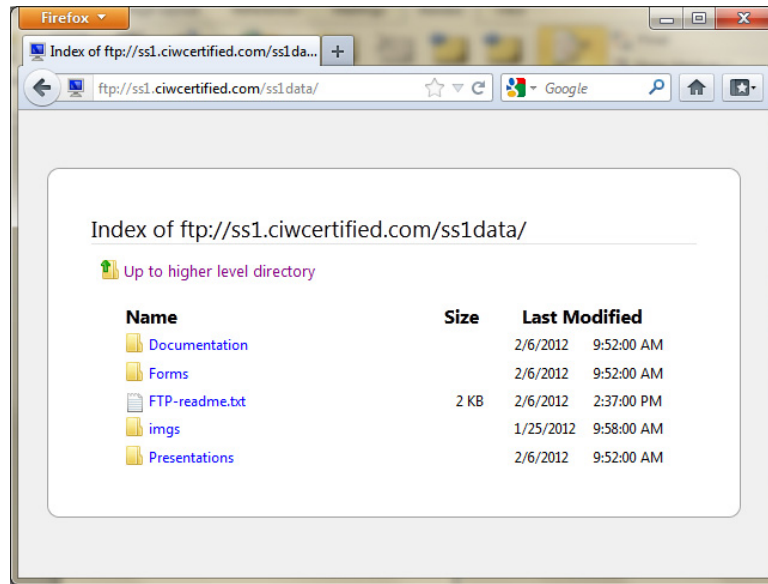 Firefox
Index of ftp://ss1.ciwcertified.com/ss1da...
ftp://ss1.ciwcertified.com/ss1data/ Google
Index of ftp://ss1.ciwcertified.com/ss1data/
Up to higher level directory
Name Size Last Modified
Documentation 2/6/2012 9:52:00 AM
Forms 2/6/2012 9:52:00 AM
FTP-readme.txt 2 KB 2/6/2012 2:37:00 PM
imgs 1/25/2012 9:58:00 AM
Presentations 2/6/2012 9:52:00 AM